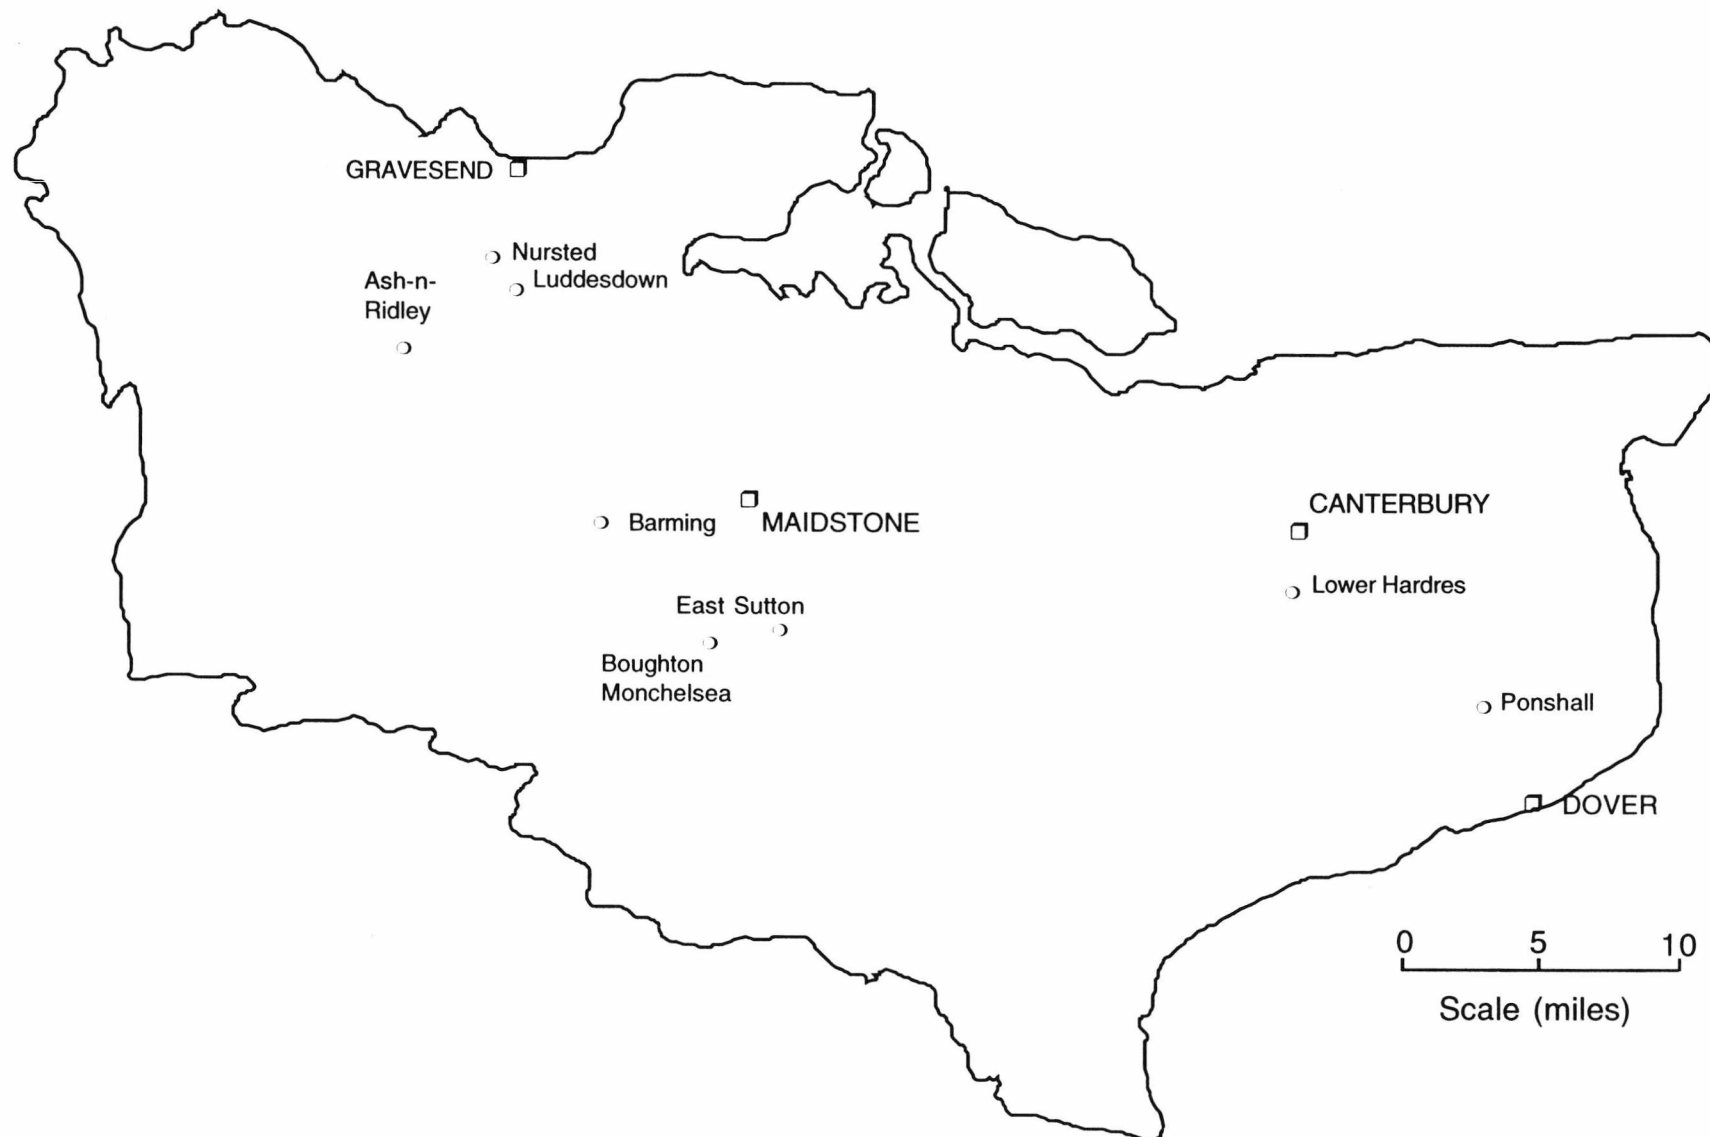 GRAVESEND
Nursted
Luddesdown
Ash-n-
Ridley
Barming
MAIDSTONE
CANTERBURY
Lower Hardres
East Sutton
Boughton
Monchelsea
Ponshall
DOVER
0 5 10
Scale (miles)